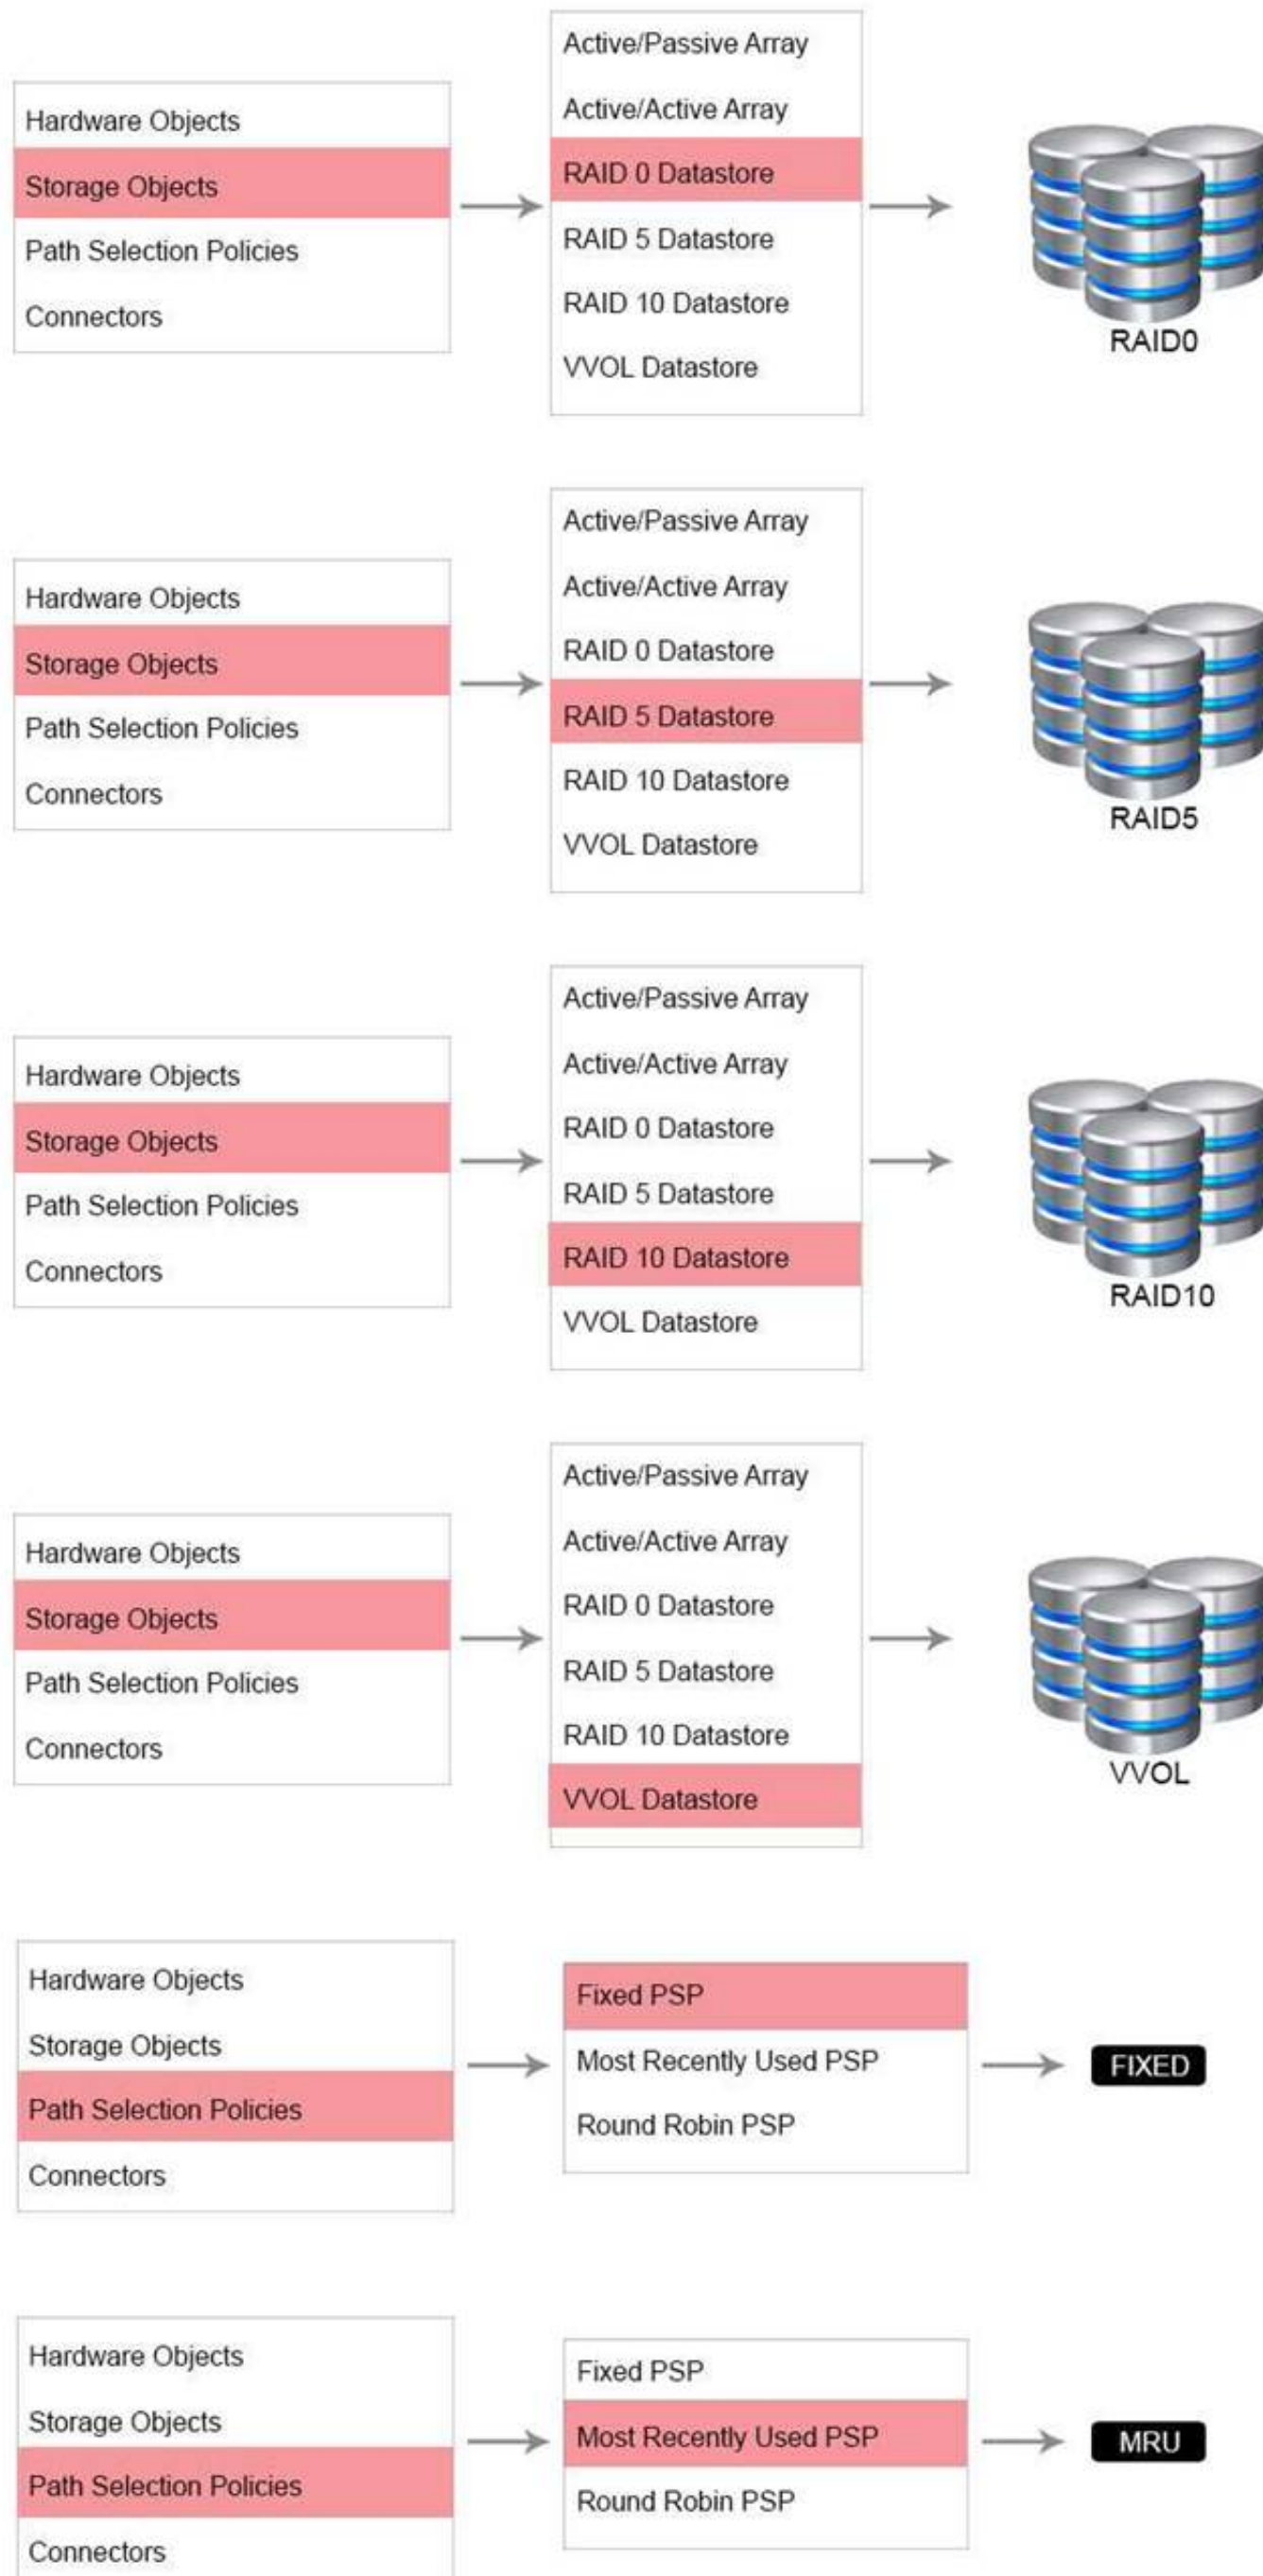 Hardware Objects
Storage Objects
Path Selection Policies
Connectors
Active/Passive Array
Active/Active Array
RAID 0 Datastore
RAID 5 Datastore
RAID 10 Datastore
VVOL Datastore
RAID0
Hardware Objects
Storage Objects
Path Selection Policies
Connectors
Active/Passive Array
Active/Active Array
RAID 0 Datastore
RAID 5 Datastore
RAID 10 Datastore
VVOL Datastore
RAID5
Hardware Objects
Storage Objects
Path Selection Policies
Connectors
Active/Passive Array
Active/Active Array
RAID 0 Datastore
RAID 5 Datastore
RAID 10 Datastore
VVOL Datastore
RAID10
Hardware Objects
Storage Objects
Path Selection Policies
Connectors
Active/Passive Array
Active/Active Array
RAID 0 Datastore
RAID 5 Datastore
RAID 10 Datastore
VVOL Datastore
VVOL
Hardware Objects
Storage Objects
Path Selection Policies
Connectors
Fixed PSP
Most Recently Used PSP
Round Robin PSP
FIXED
Hardware Objects
Storage Objects
Path Selection Policies
Connectors
Fixed PSP
Most Recently Used PSP
Round Robin PSP
MRU